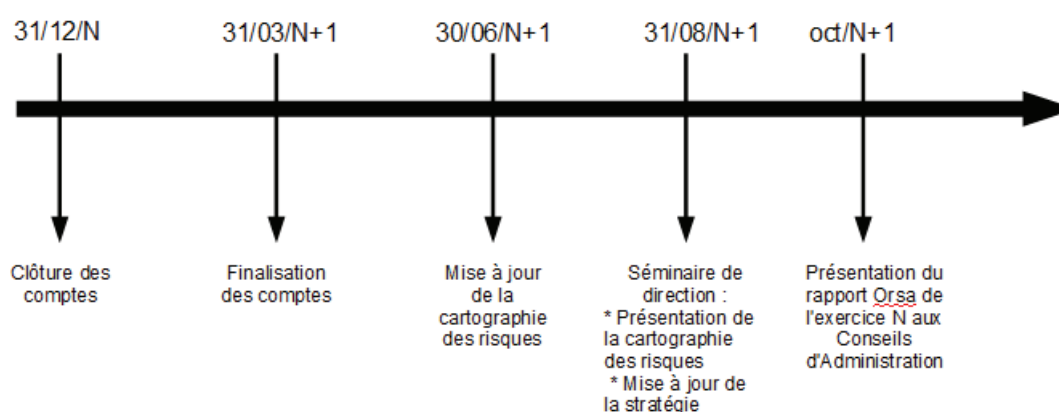 31/12/N
31/03/N+1
30/06/N+1
31/08/N+1
oct/N+1
Clôture des
comptes
Finalisation
des comptes
Mise à jour
de la
cartographie
des risques
Séminaire de
direction :
* Présentation de
la cartographie
des risques
* Mise à jour de
la stratégie
Présentation du
rapport Orsa de
l'exercice N aux
Conseils
d'Administration